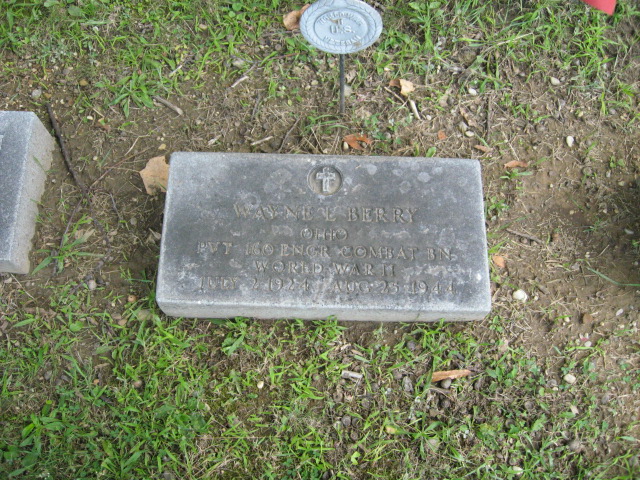 U.S.
WAYNE L BERRY
OHIO
PVT 160 ENGR COMBAT BN
WORLD WAR II
JULY 2 1924 AUG 25 1944